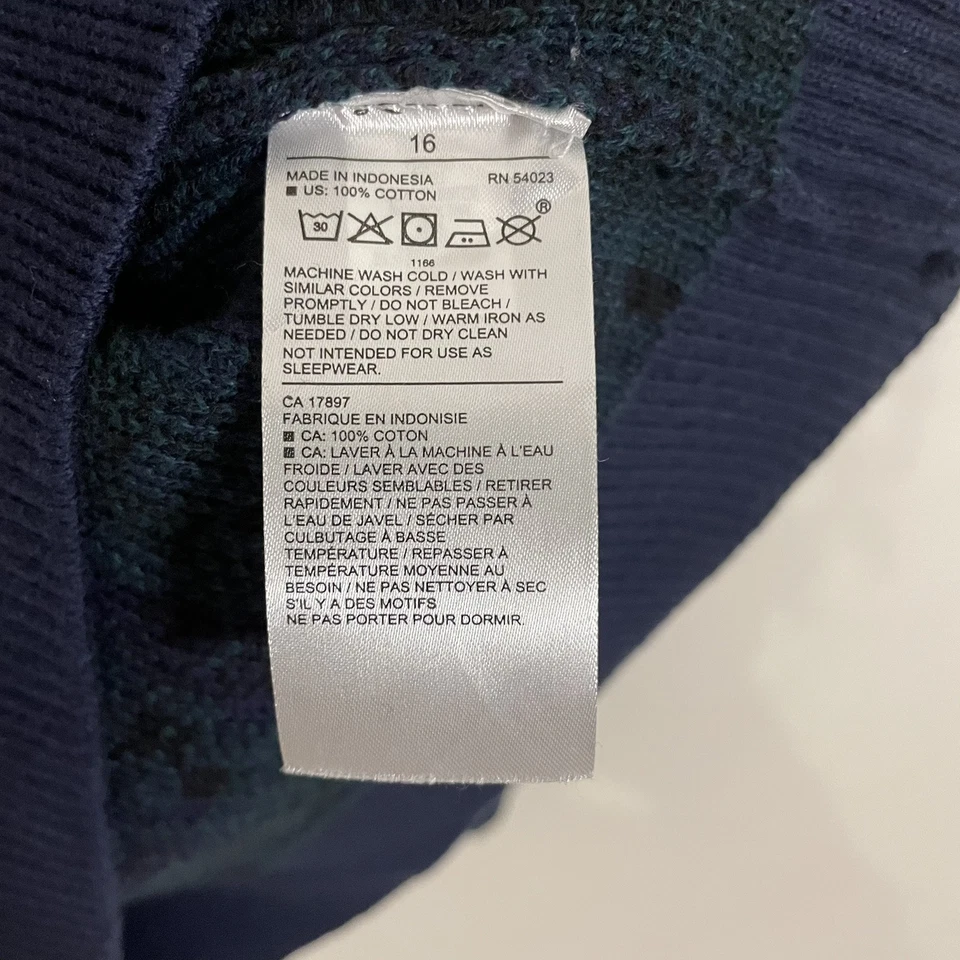 16
MADE IN INDONESIA RN 54023
US: 100% COTTON
30
®
1166
MACHINE WASH COLD / WASH WITH
SIMILAR COLORS / REMOVE
PROMPTLY / DO NOT BLEACH /
TUMBLE DRY LOW / WARM IRON AS
NEEDED / DO NOT DRY CLEAN
NOT INTENDED FOR USE AS
SLEEPWEAR.
CA 17897
FABRIQUE EN INDONISIE
CA: 100% COTON
CA: LAVER À LA MACHINE À L'EAU
FROIDE / LAVER AVEC DES
COULEURS SEMBLABLES / RETIRER
RAPIDEMENT / NE PAS PASSER À
L'EAU DE JAVEL / SÉCHER PAR
CULBUTAGE À BASSE
TEMPÉRATURE / REPASSER À
TEMPÉRATURE MOYENNE AU
BESOIN / NE PAS NETTOYER À SEC
S'IL Y A DES MOTIFS
NE PAS PORTER POUR DORMIR.